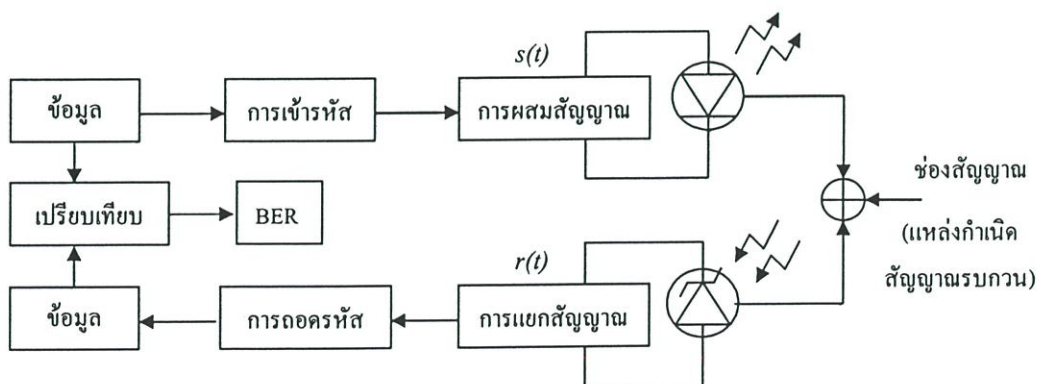 s(t)
ข้อมูล
การเข้ารหัส
การผสมสัญญาณ
ช่องสัญญาณ
(แหล่งกำเนิด
สัญญาณรบกวน)
เปรียบเทียบ
BER
r(t)
ข้อมูล
การถอดรหัส
การแยกสัญญาณ